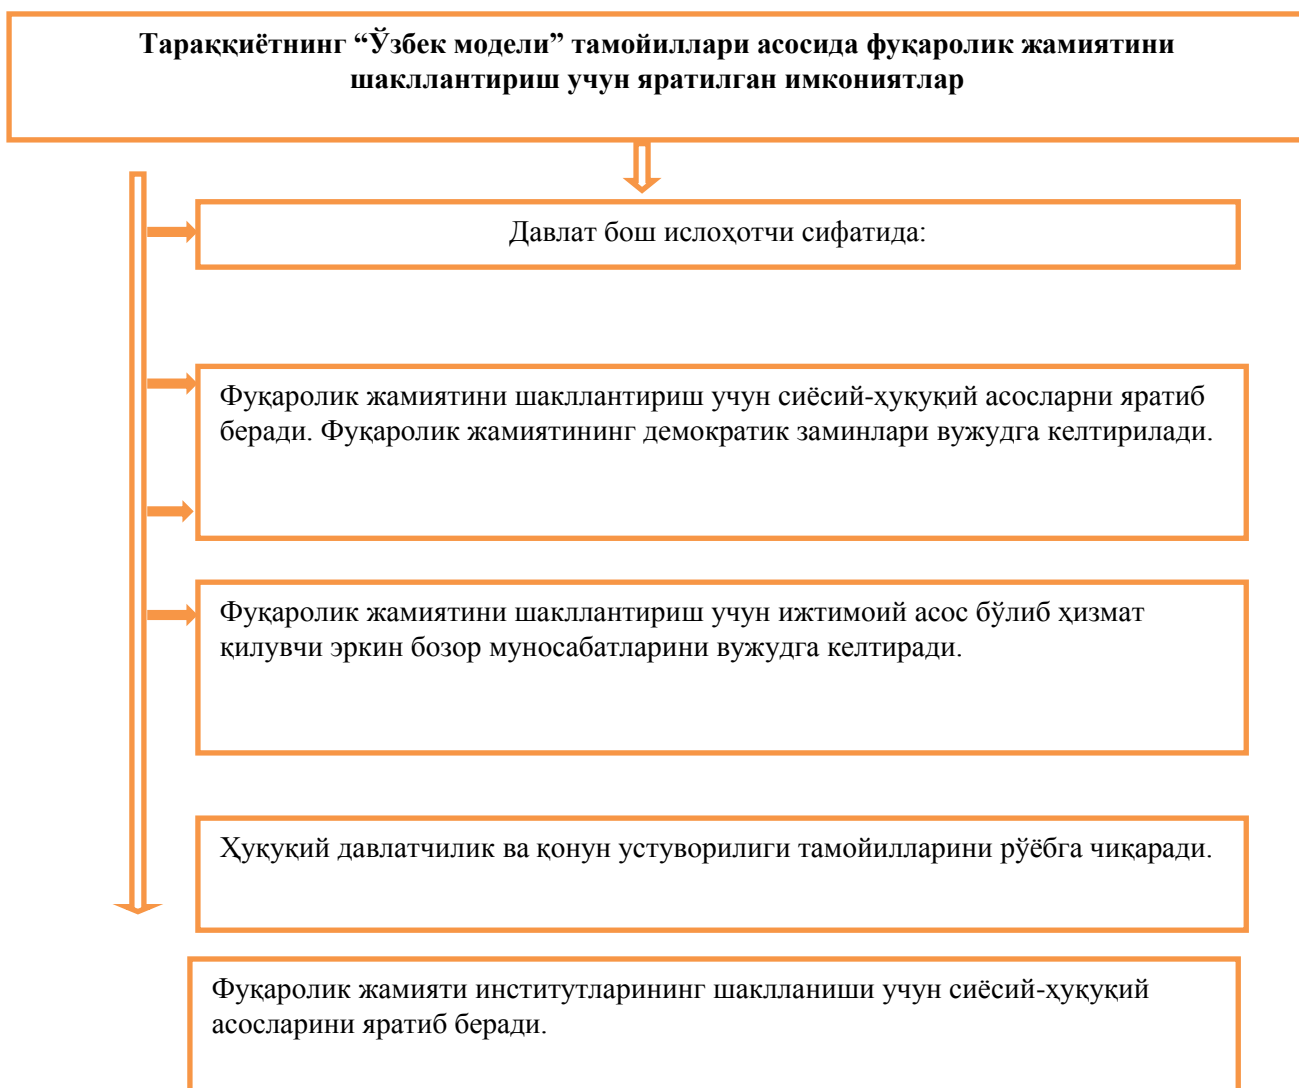 Тараққиётнинг “Ўзбек модели” тамойиллари асосида фуқаролик жамиятини
шакллантириш учун яратилган имкониятлар
Давлат бош ислоҳотчи сифатида:
Фуқаролик жамиятини шакллантириш учун сиёсий-ҳуқуқий асосларни яратиб
беради. Фуқаролик жамиятининг демократик заминлари вужудга келтирилади.
Фуқаролик жамиятини шакллантириш учун ижтимоий асос бўлиб ҳизмат
қилувчи эркин бозор муносабатларини вужудга келтиради.
Ҳуқуқий давлатчилик ва қонун устуворилиги тамойилларини рўёбга чиқаради.
Фуқаролик жамияти институтларининг шаклланиши учун сиёсий-ҳуқуқий
асосларини яратиб беради.